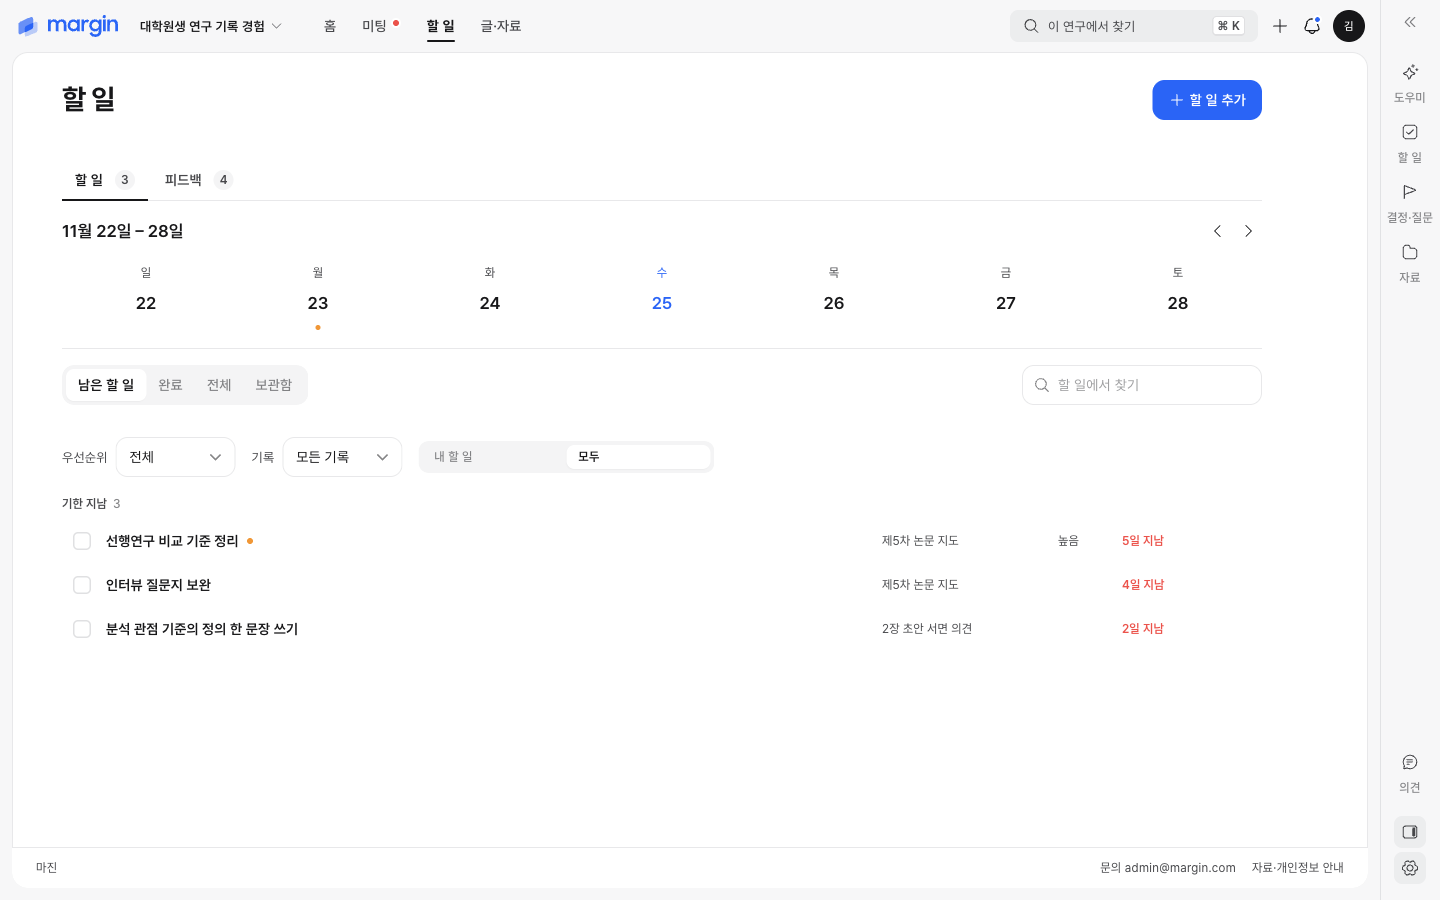 margin
대학원생 연구 기록 경험
홈
미팅
할 일
글·자료
이 연구에서 찾기
⌘ K
김
할 일
할 일 추가
할 일 3
피드백 4
11월 22일 – 28일
일 월 화 수 목 금 토
22 23 24 25 26 27 28
남은 할 일
완료
전체
보관함
할 일에서 찾기
우선순위
전체
기록
모든 기록
내 할 일
모두
기한 지남 3
선행연구 비교 기준 정리 제5차 논문 지도 높음 5일 지남
인터뷰 질문지 보완 제5차 논문 지도 4일 지남
분석 관점 기준의 정의 한 문장 쓰기 2장 초안 서면 의견 2일 지남
마진
문의 admin@margin.com
자료·개인정보 안내
도우미
할 일
결정·질문
자료
의견